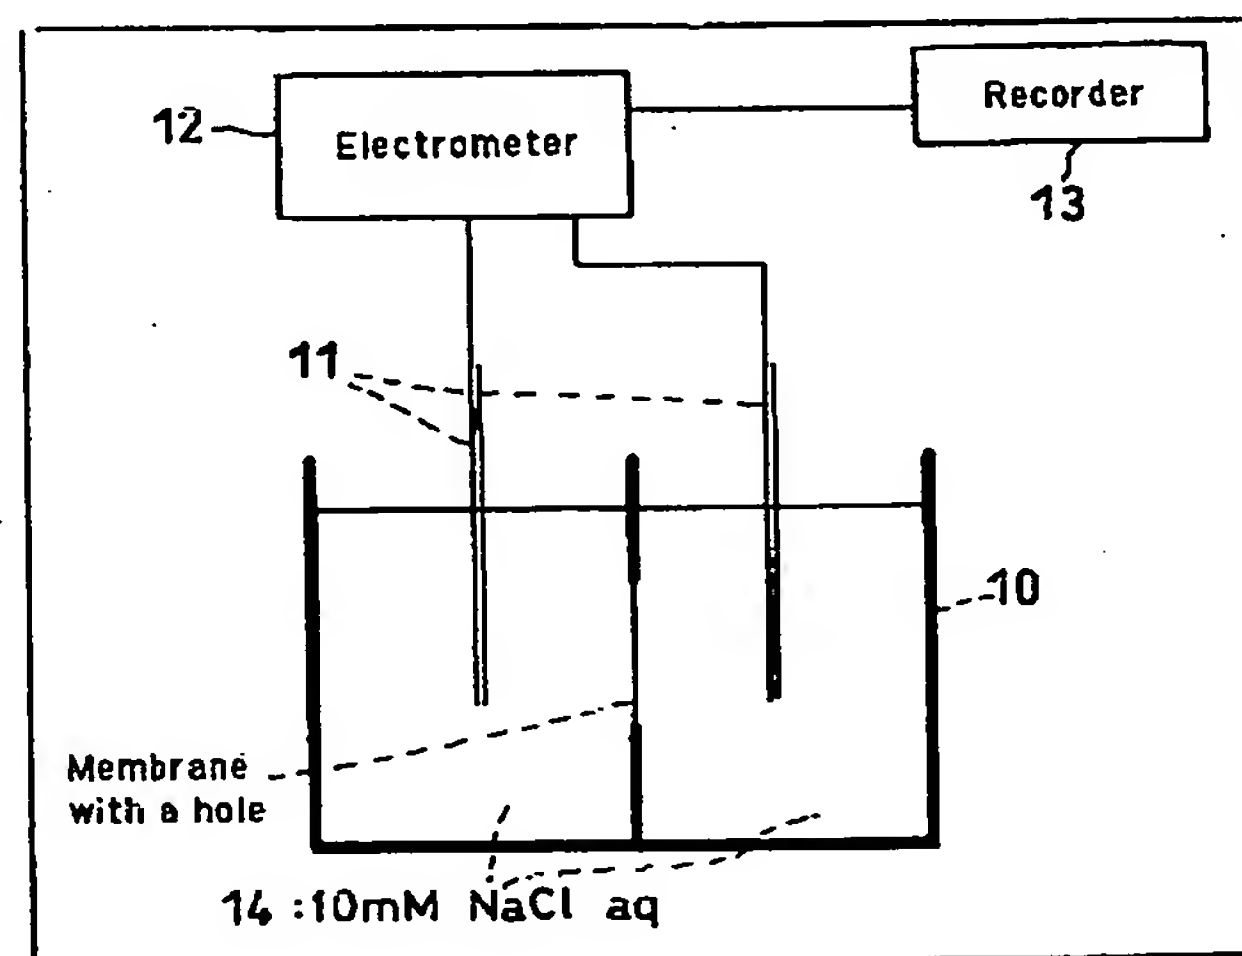 12
Electrometer
Recorder
13
11
10
Membrane
with a hole
14 :10mM NaCl aq